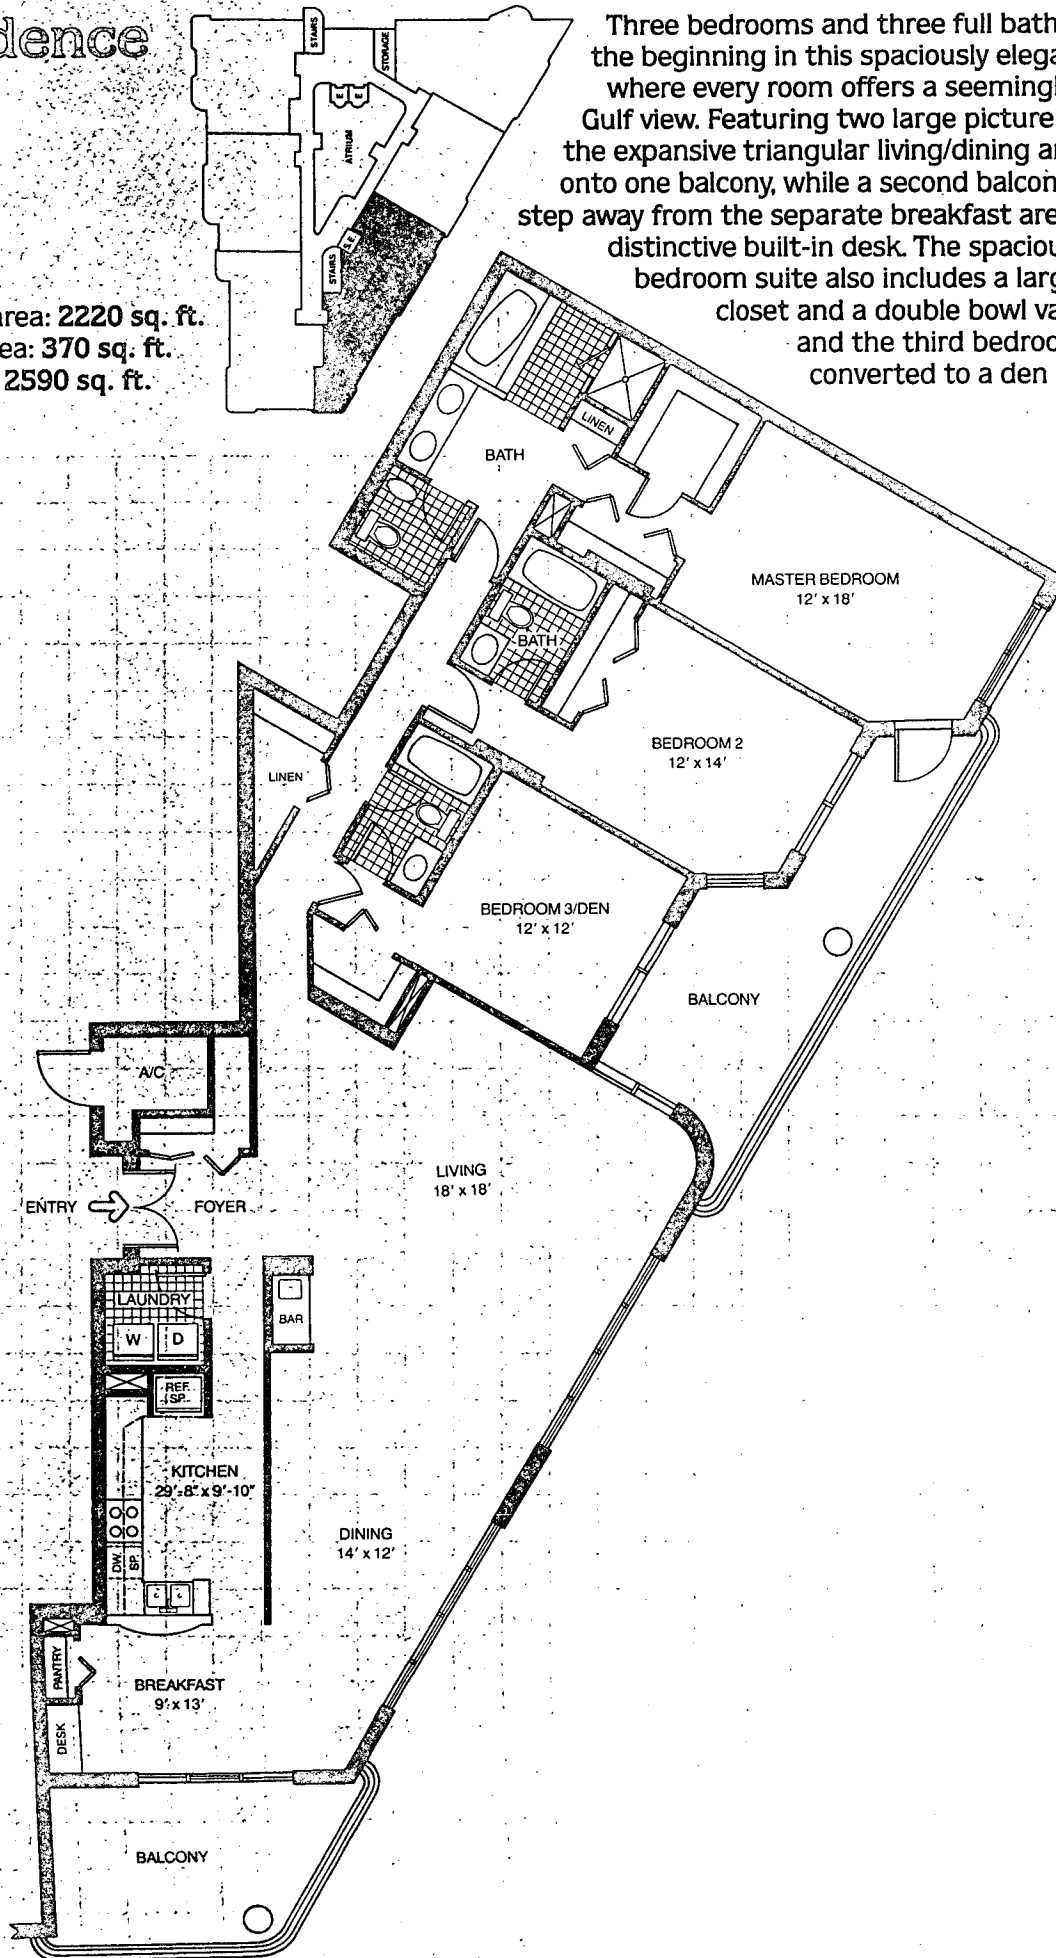 dence
Three bedrooms and three full bath
the beginning in this spaciously elega
where every room offers a seemingl
Gulf view. Featuring two large picture
the expansive triangular living/dining a
onto one balcony, while a second balcon
step away from the separate breakfast are
distinctive built-in desk. The spaciou
bedroom suite also includes a larg
closet and a double bowl va
and the third bedroo
converted to a den
area: 2220 sq. ft.
ea: 370 sq. ft.
2590 sq. ft.
STAIRS
STORAGE
E
E
ATRIUM
S.E.
STAIRS
LINEN
BATH
MASTER BEDROOM
12' x 18'
BATH
BEDROOM 2
12' x 14'
LINEN
BEDROOM 3/DEN
12' x 12'
BALCONY
A/C
LIVING
18' x 18'
ENTRY
FOYER
LAUNDRY
W
D
BAR
REF.
SP.
KITCHEN
29'-8" x 9'-10"
DINING
14' x 12'
DW.
SP.
PANTRY
BREAKFAST
9' x 13'
DESK
BALCONY